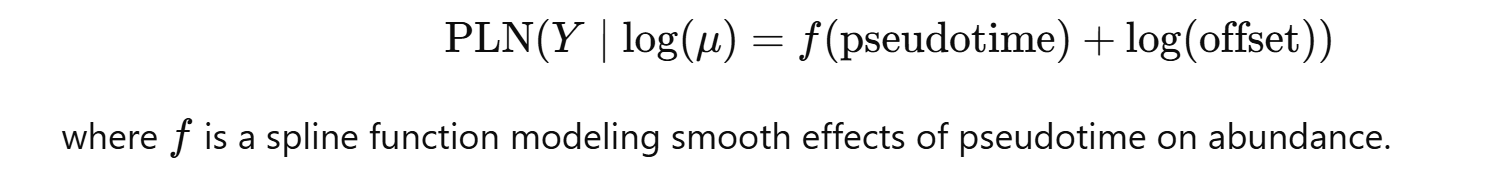 PLN(Y | log(μ) = f(pseudotime) + log(offset))
where f is a spline function modeling smooth effects of pseudotime on abundance.